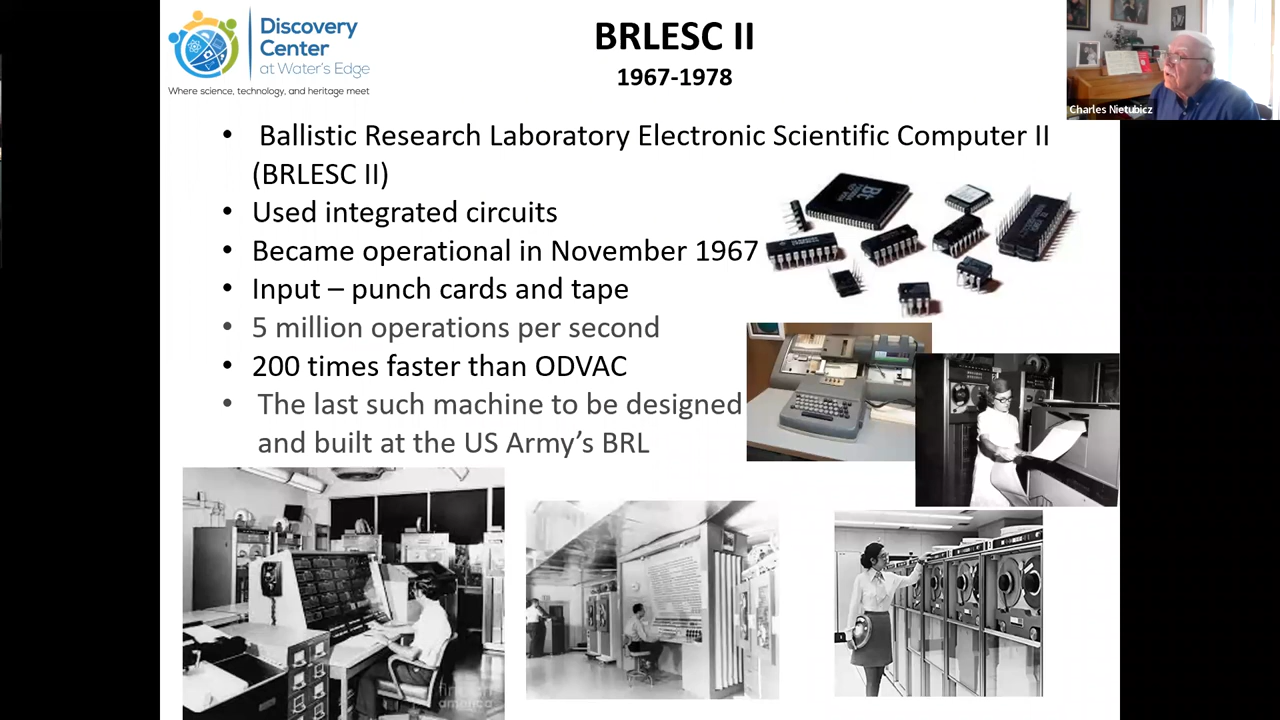 Discovery
Center
at Water's Edge
Where science, technology, and heritage meet
BRLESC II
1967-1978
Charles Nietubicz
• Ballistic Research Laboratory Electronic Scientific Computer II
(BRLESC II)
• Used integrated circuits
• Became operational in November 1967
• Input – punch cards and tape
• 5 million operations per second
• 200 times faster than ODVAC
• The last such machine to be designed
and built at the US Army's BRL
america